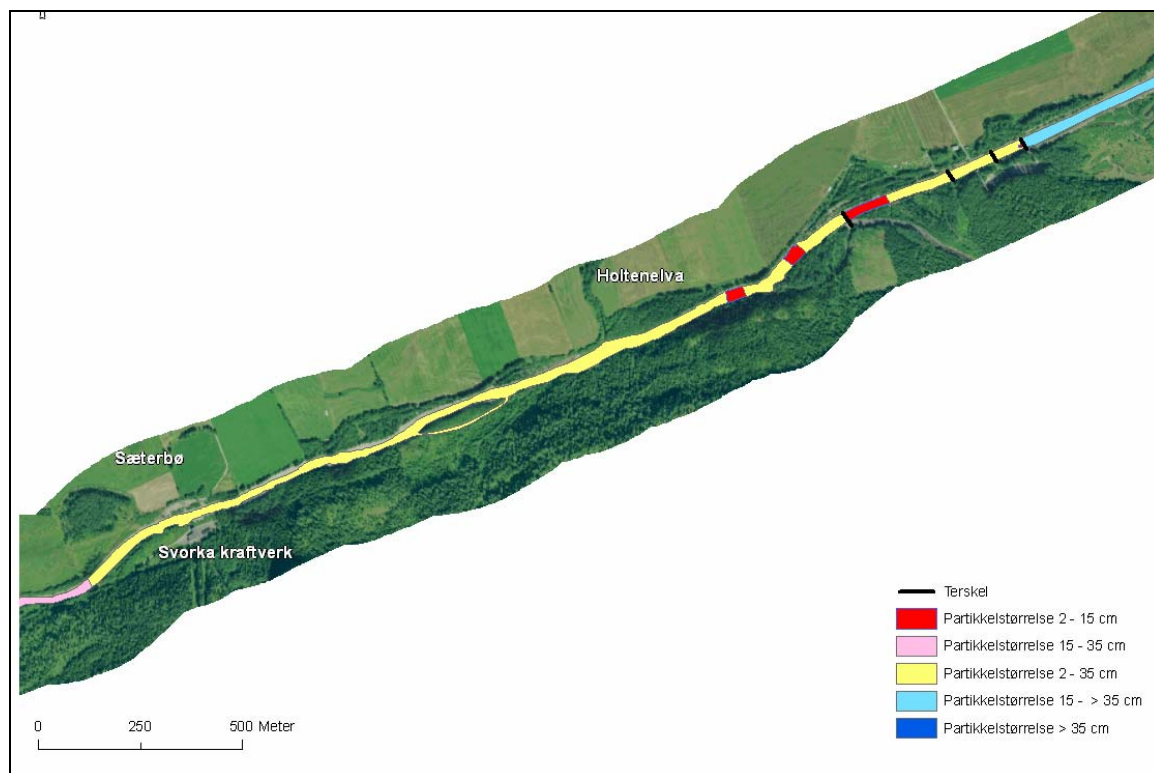 Holtenelva
Sæterbø
Svorka kraftverk
Terskel
Partikkelstørrelse 2 - 15 cm
Partikkelstørrelse 15 - 35 cm
Partikkelstørrelse 2 - 35 cm
Partikkelstørrelse 15 - > 35 cm
Partikkelstørrelse > 35 cm
0 250 500 Meter